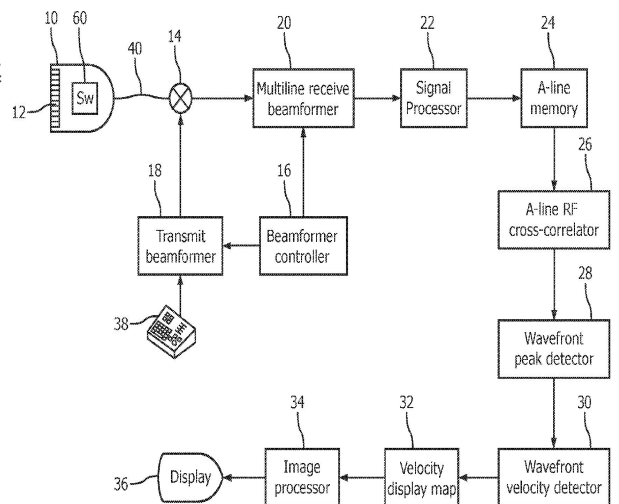 10 60
40
14
20
22
24
12
Sw
Multiline receive
beamformer
Signal
Processor
A-line
memory
18
16
26
Transmit
beamformer
Beamformer
controller
A-line RF
cross-correlator
38
28
Wavefront
peak detector
34
32
30
36
Display
Image
processor
Velocity
display map
Wavefront
velocity detector